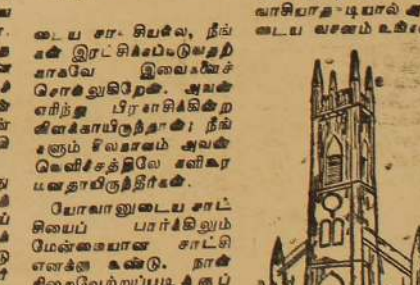 டைய சாட்சியல்ல, நீங்
கள் இரட்சிக்கப்படுவதற்
காகவே இவைகளைச்
சொல்லுகிறேன். அவன்
எரிந்து பிரகாசிக்கின்ற
விளக்காயிருந்தான்; நீங்
களும் சிலகாலம் அவன்
வெளிச்சத்திலே களிகூர
மனதாயிருந்தீர்கள்.
யோவானுடைய சாட்
சியைப் பார்க்கிலும்
மேன்மையான சாட்சி
எனக்கு உண்டு. நான்
டைய வசனம்